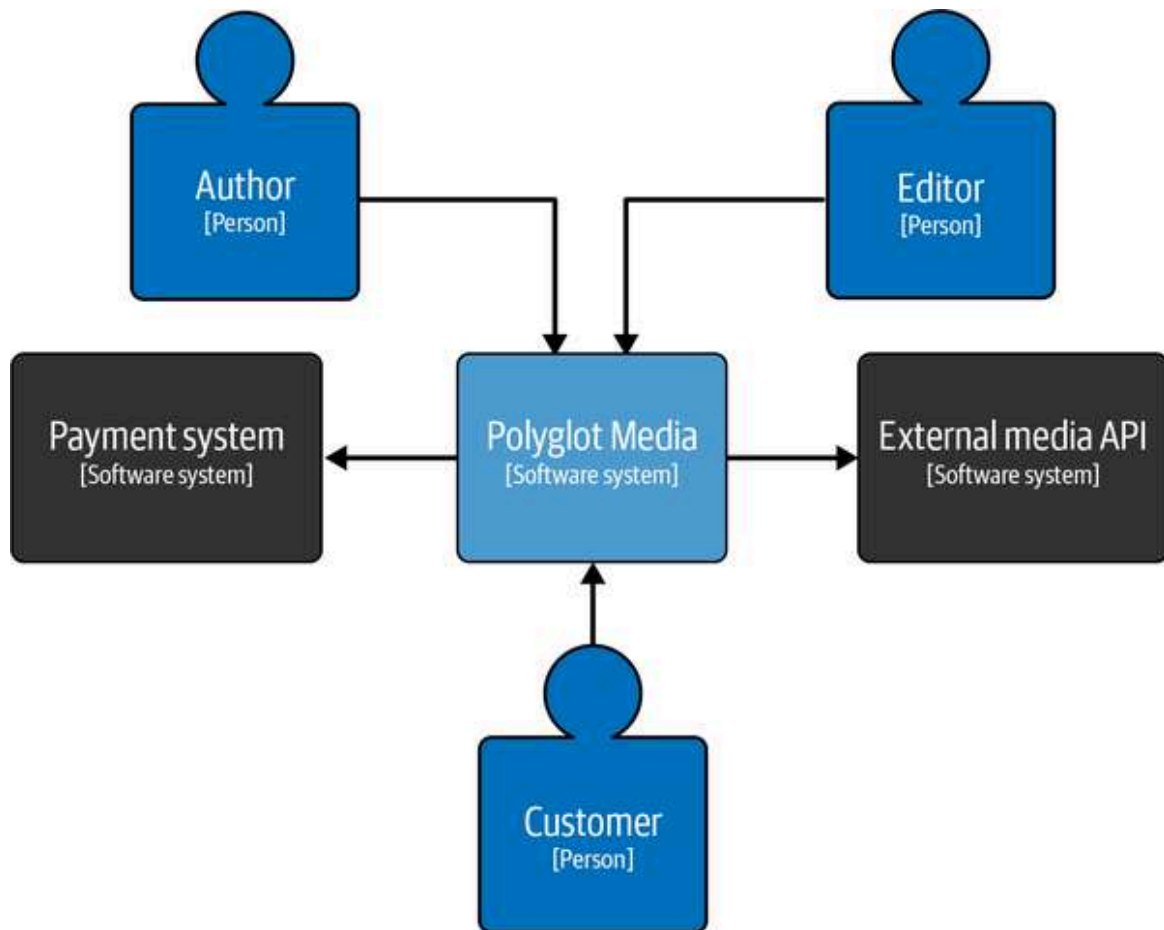 Author
[Person]
Editor
[Person]
Payment system
[Software system]
Polyglot Media
[Software system]
External media API
[Software system]
Customer
[Person]